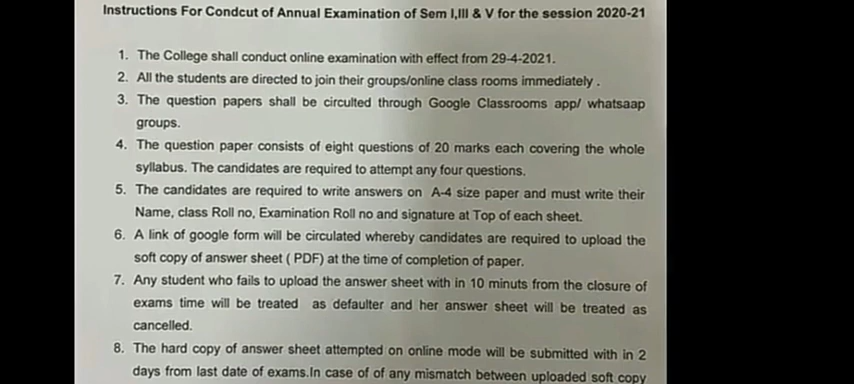 Instructions For Condcut of Annual Examination of Sem I,III & V for the session 2020-21
1. The College shall conduct online examination with effect from 29-4-2021.
2. All the students are directed to join their groups/online class rooms immediately .
3. The question papers shall be circulted through Google Classrooms app/ whatsaap
groups.
4. The question paper consists of eight questions of 20 marks each covering the whole
syllabus. The candidates are required to attempt any four questions.
5. The candidates are required to write answers on A-4 size paper and must write their
Name, class Roll no, Examination Roll no and signature at Top of each sheet.
6. A link of google form will be circulated whereby candidates are required to upload the
soft copy of answer sheet ( PDF) at the time of completion of paper.
7. Any student who fails to upload the answer sheet with in 10 minuts from the closure of
exams time will be treated as defaulter and her answer sheet will be treated as
cancelled.
8. The hard copy of answer sheet attempted on online mode will be submitted with in 2
days from last date of exams.In case of of any mismatch between uploaded soft copy